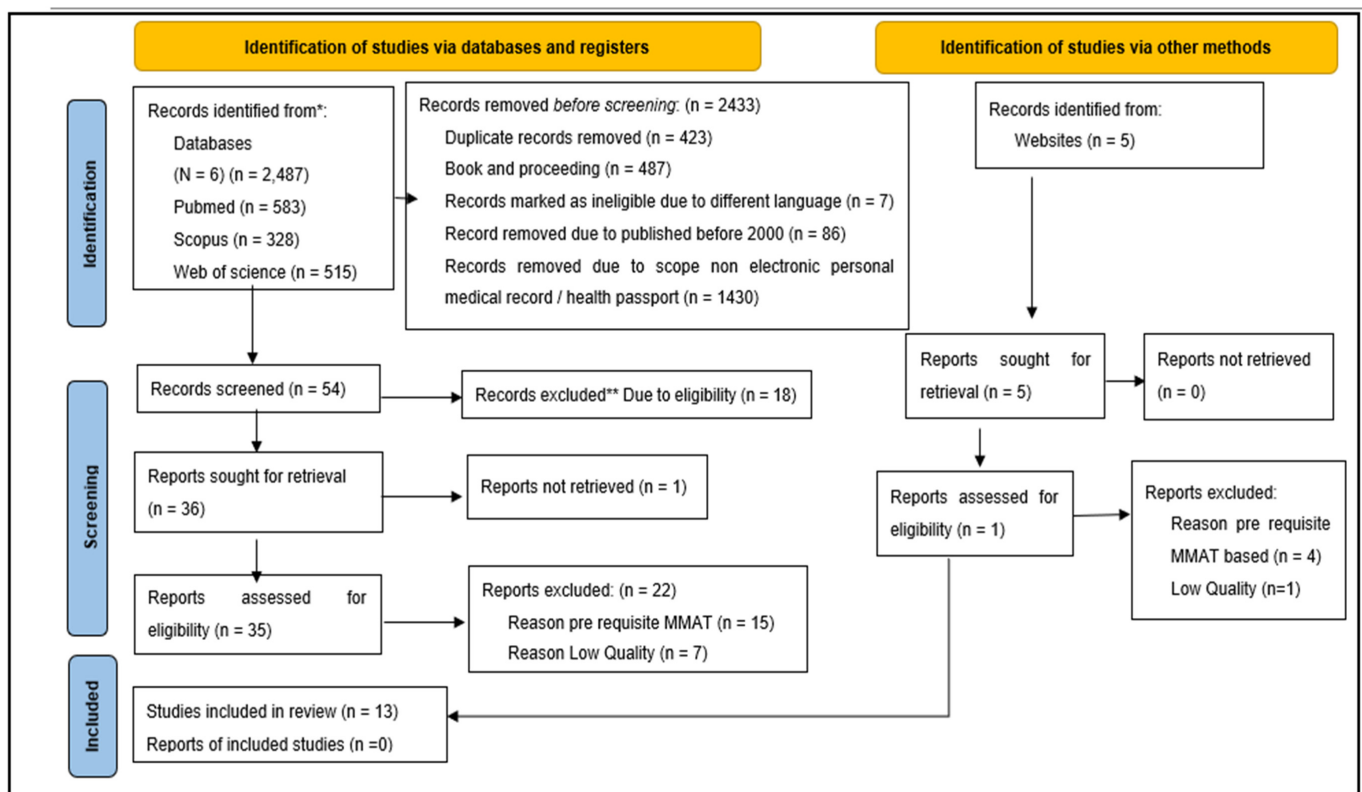 Identification of studies via databases and registers
Identification of studies via other methods
Identification
Records identified from*:
Databases
(N = 6) (n = 2,487)
Pubmed (n = 583)
Scopus (n = 328)
Web of science (n = 515)
Records removed before screening: (n = 2433)
Duplicate records removed (n = 423)
Book and proceeding (n = 487)
Records marked as ineligible due to different language (n = 7)
Record removed due to published before 2000 (n = 86)
Records removed due to scope non electronic personal
medical record / health passport (n = 1430)
Records identified from:
Websites (n = 5)
Screening
Records screened (n = 54)
Records excluded** Due to eligibility (n = 18)
Reports sought for retrieval
(n = 36)
Reports not retrieved (n = 1)
Reports assessed for
eligibility (n = 35)
Reports excluded: (n = 22)
Reason pre requisite MMAT (n = 15)
Reason Low Quality (n = 7)
Reports sought for
retrieval (n = 5)
Reports not retrieved
(n = 0)
Reports assessed for
eligibility (n = 1)
Reports excluded:
Reason pre requisite
MMAT based (n = 4)
Low Quality (n=1)
Included
Studies included in review (n = 13)
Reports of included studies (n =0)